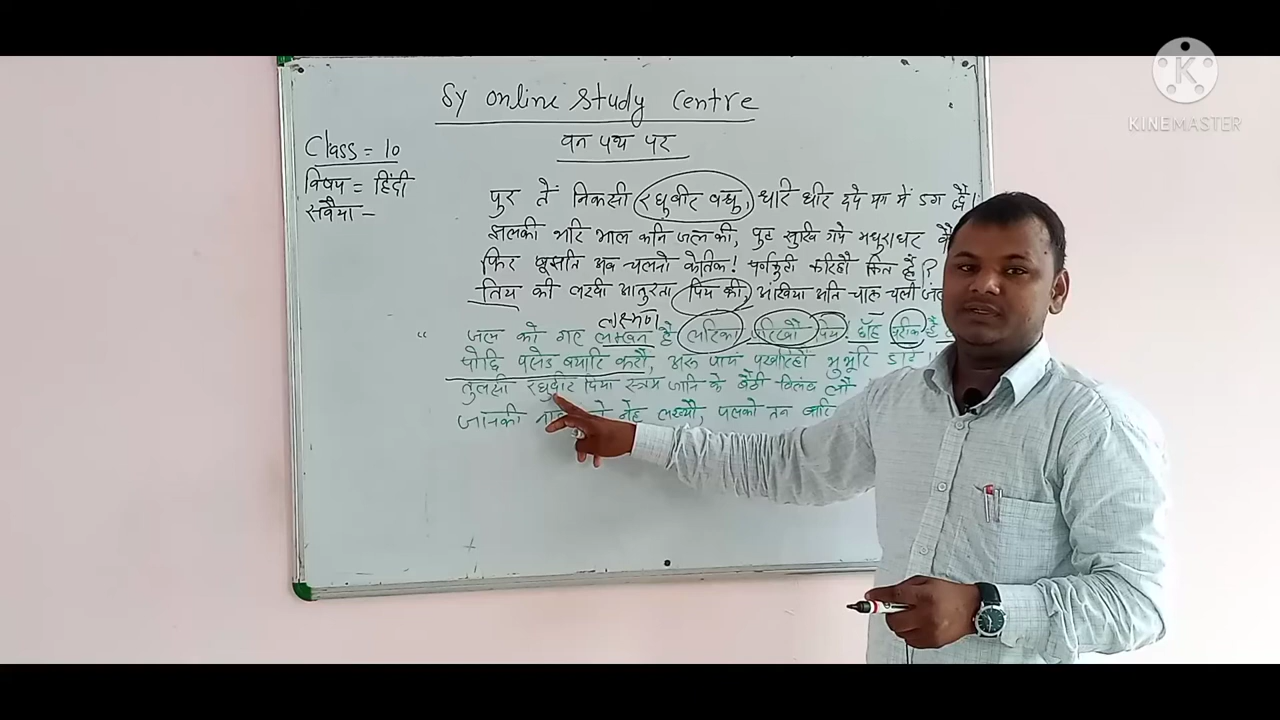 Sy online Study Centre
वन पथ पर
Class = 10
विषय = हिंदी
सवैया -
पुर तें निकसी रघुवीर वधु, धारि धीर दये मग में डग द्वै।
झलकी भरि भाल कनि जल की, पुट सुखि गये मधुराधर वै
फिर बूझति अब चलनो केतिक! पर्नकुटी करिहौ कित है?
तिय की लखी आतुरता पिय की, अंखिया अति चारू चली जल
लक्ष्मण
“ जल को गए लक्खन है लरिका परिखौ पिय! छाँह घरीक है
पोंछि पसेउ बयारि करौ, अरू पायं पखारिहों भुभूरि डाढे।।
तुलसी रघुबीर प्रिया स्त्रम जानि के बैठी बिलंब लौ
जानकी नेह लख्यौ, पलको तन
KINEMASTER